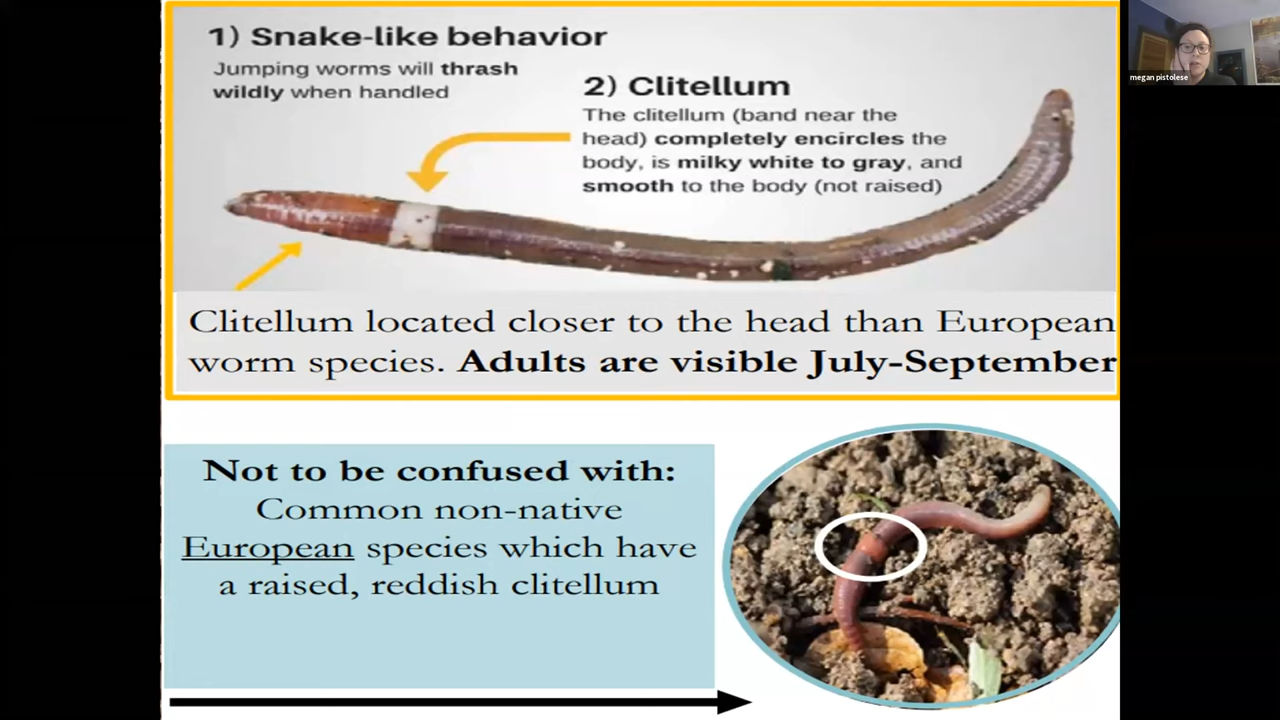 1) Snake-like behavior
Jumping worms will thrash
wildly when handled
2) Clitellum
The clitellum (band near the
head) completely encircles the
body, is milky white to gray, and
smooth to the body (not raised)
Clitellum located closer to the head than European
worm species. Adults are visible July-September
Not to be confused with:
Common non-native
European species which have
a raised, reddish clitellum
megan pistolese